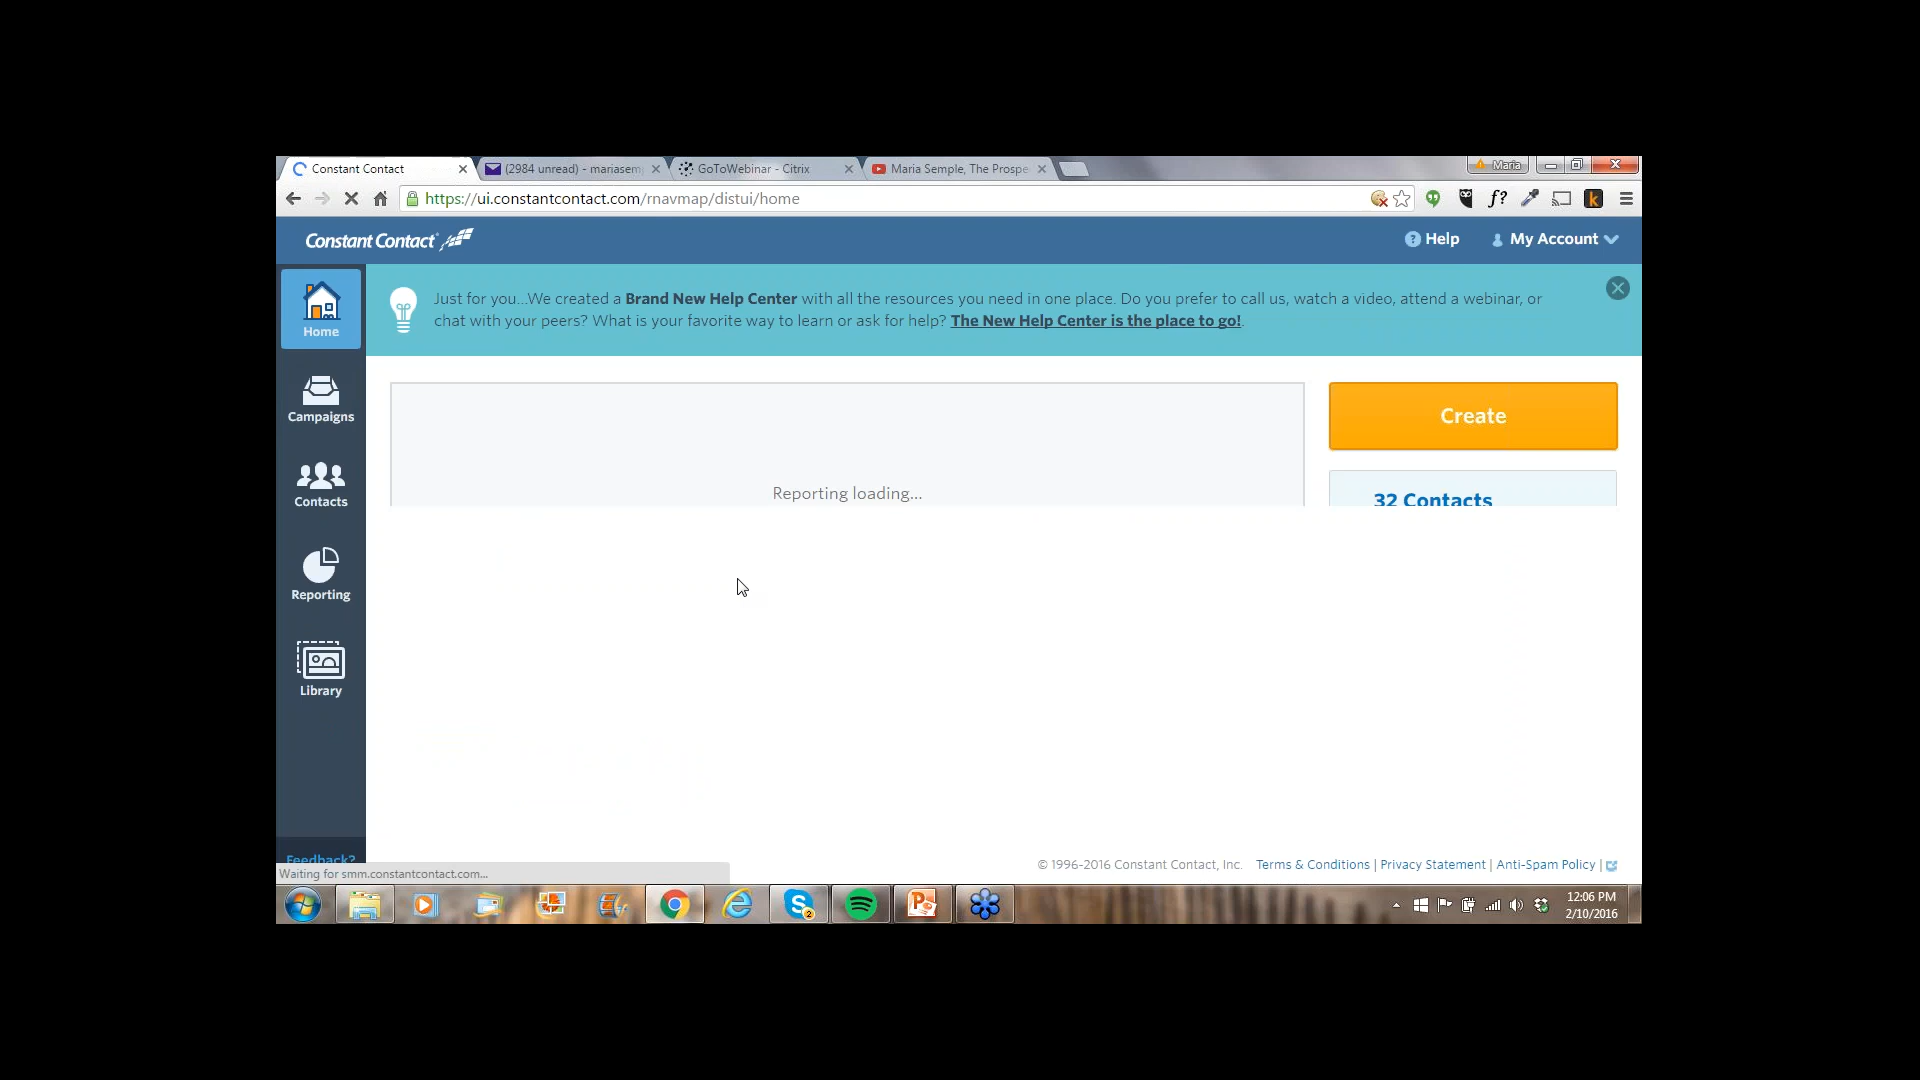 Constant Contact
(2984 unread) - mariasem
GoToWebinar - Citrix
Maria Semple, The Prospe
Maria
https://ui.constantcontact.com/rnavmap/distui/home
f?
k
Constant Contact
Help
My Account
Just for you...We created a Brand New Help Center with all the resources you need in one place. Do you prefer to call us, watch a video, attend a webinar, or
chat with your peers? What is your favorite way to learn or ask for help? The New Help Center is the place to go!.
Home
Campaigns
Contacts
Reporting
Library
Feedback?
Reporting loading...
Create
32 Contacts
© 1996-2016 Constant Contact, Inc. Terms & Conditions | Privacy Statement | Anti-Spam Policy |
Waiting for smm.constantcontact.com...
2
12:06 PM
2/10/2016